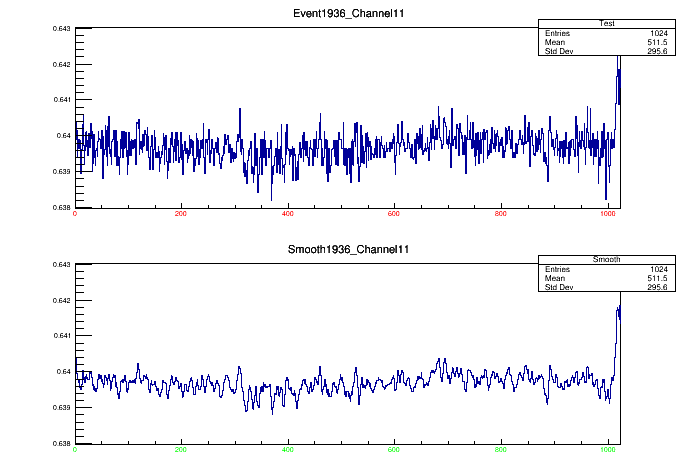 Event1936_Channel11
Test
Entries 1024
Mean 511.5
Std Dev 295.6
0.643
0.642
0.641
0.64
0.639
0.638
0 200 400 600 800 1000
Smooth1936_Channel11
Smooth
Entries 1024
Mean 511.5
Std Dev 295.6
0.643
0.642
0.641
0.64
0.639
0.638
0 200 400 600 800 1000